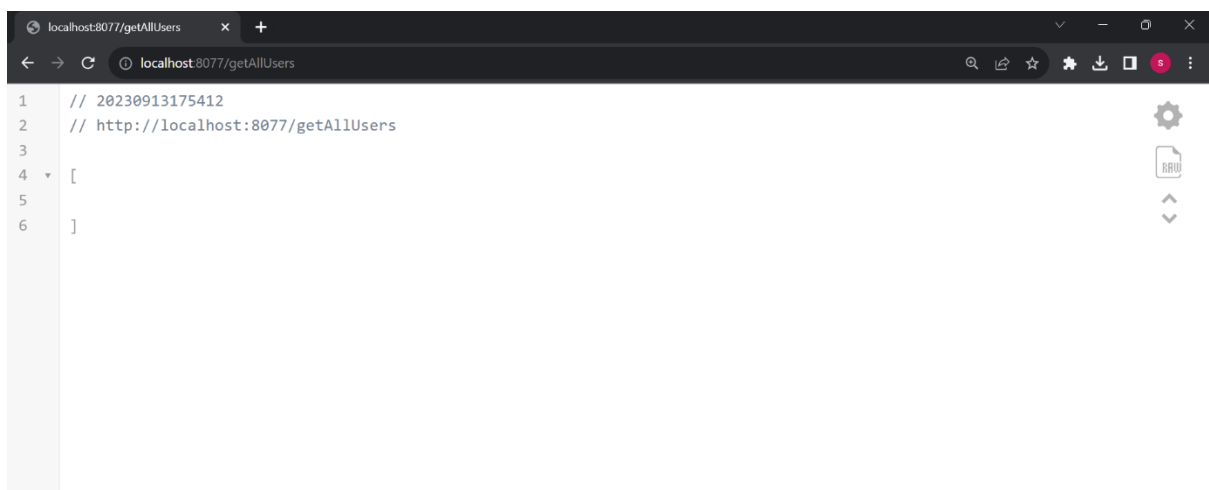 localhost:8077/getAllUsers
localhost:8077/getAllUsers
S
1 // 20230913175412
2 // http://localhost:8077/getAllUsers
3
4 [
5
6 ]
RAW